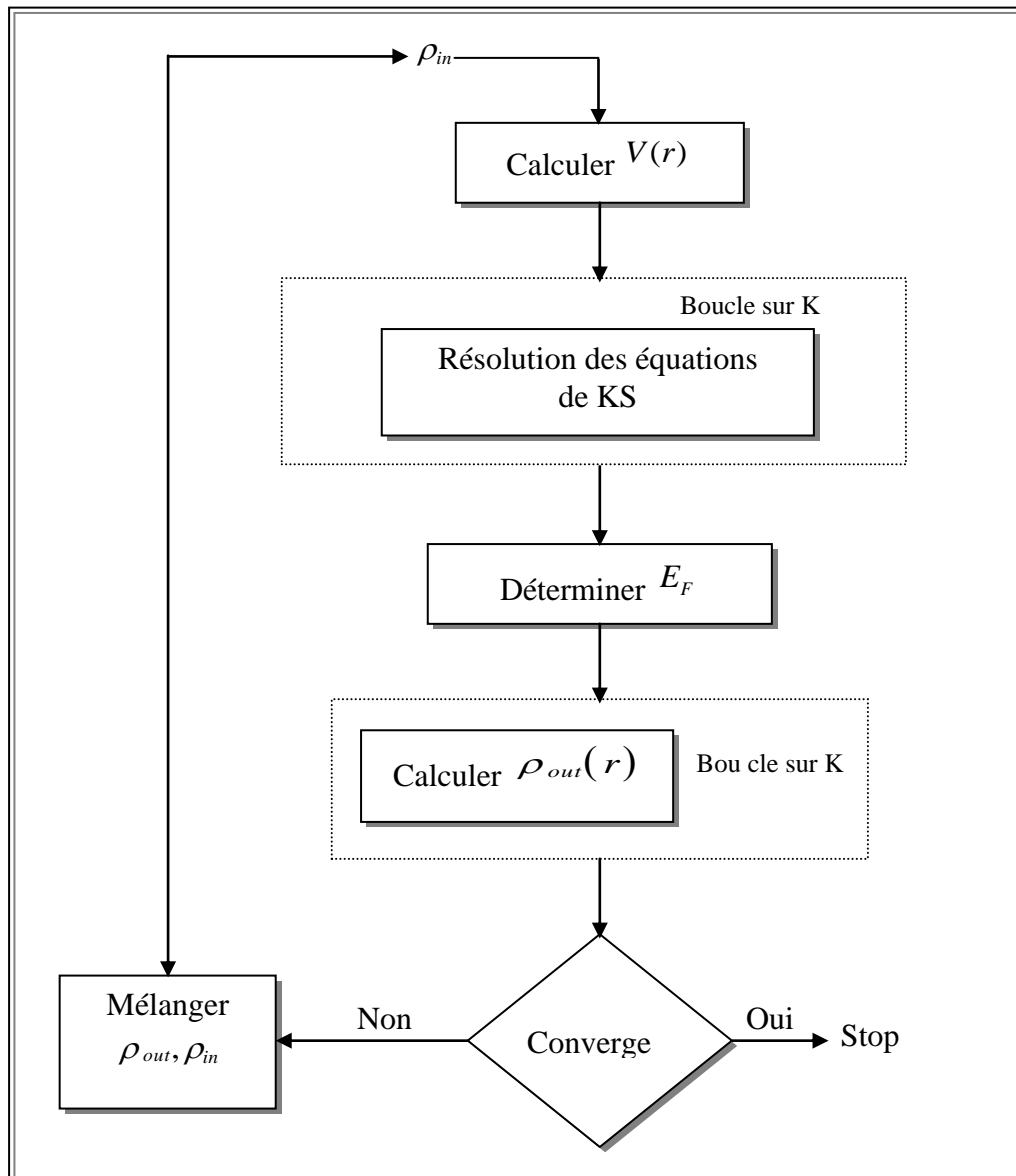 ρin
Calculer V(r)
Boucle sur K
Résolution des équations
de KS
Déterminer EF
Calculer ρout(r)
Bou cle sur K
Mélanger
ρout, ρin
Non
Converge
Oui
Stop